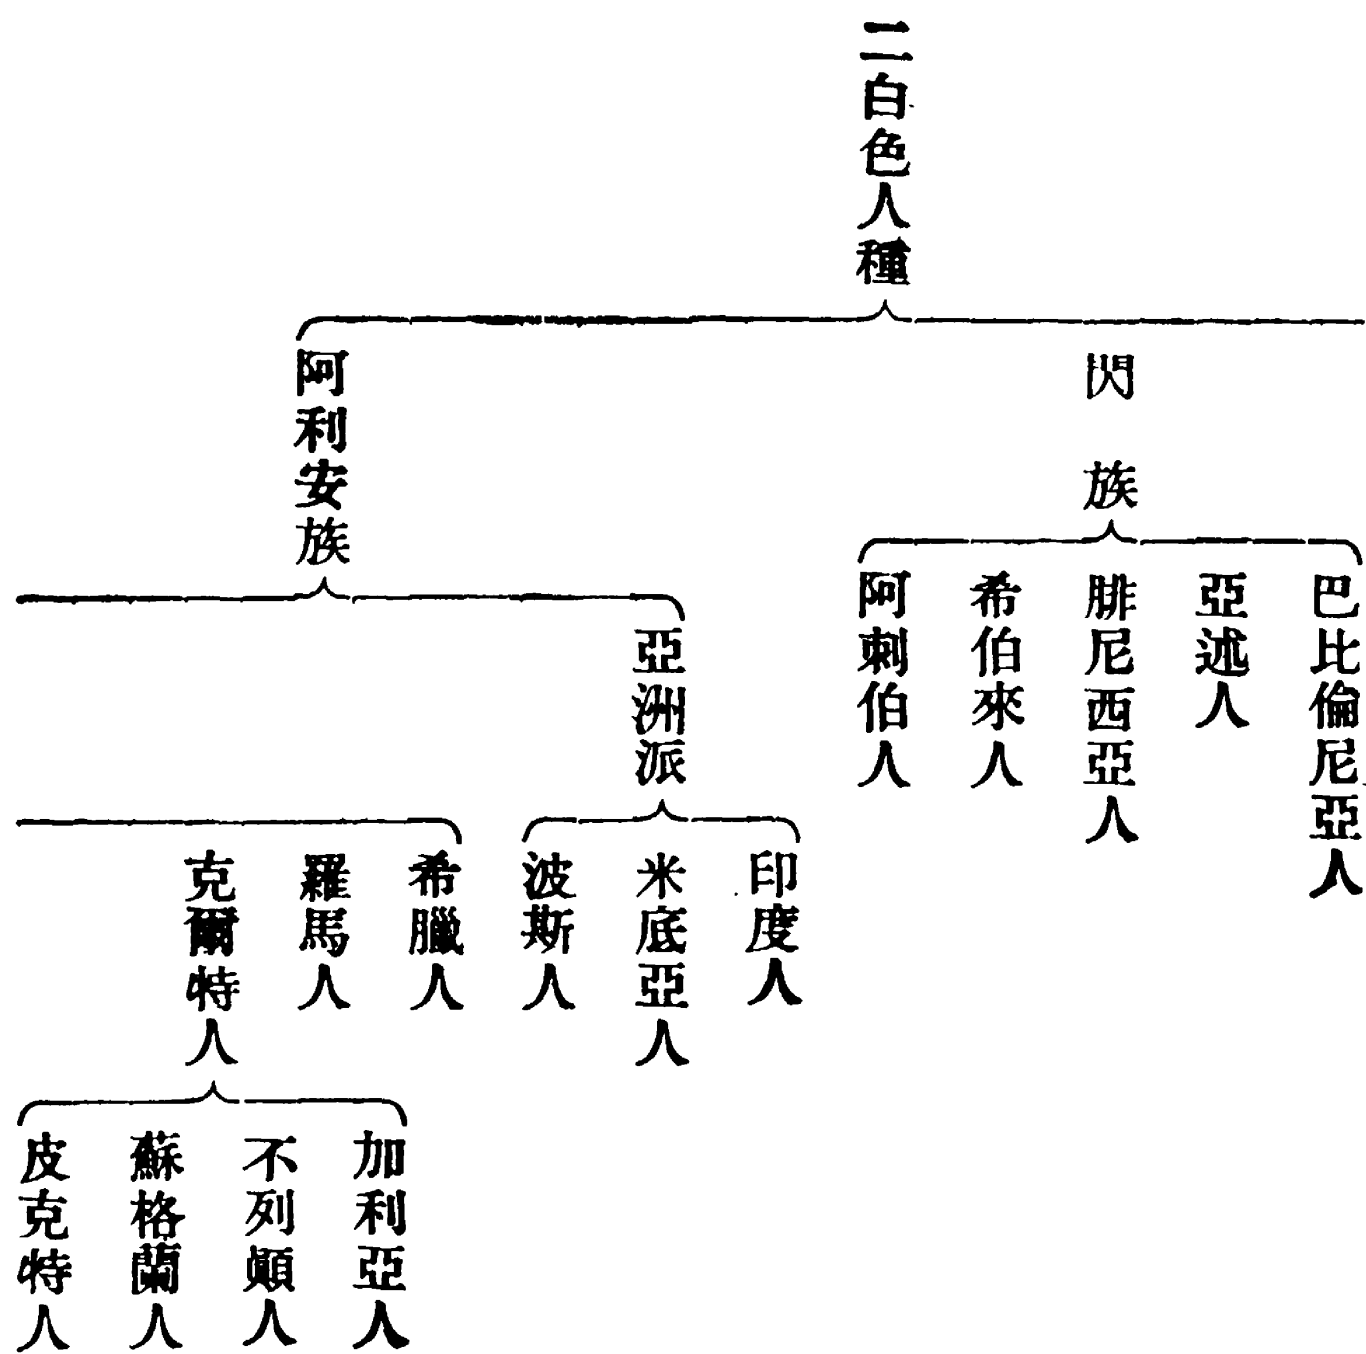 二白色人種
閃族
巴比倫尼亞人
亞述人
腓尼西亞人
希伯來人
阿刺伯人
阿利安族
亞洲派
印度人
米底亞人
波斯人
希臘人
羅馬人
克爾特人
加利亞人
不列顚人
蘇格蘭人
皮克特人